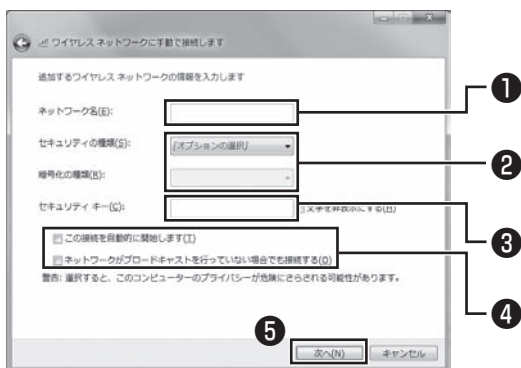 ワイヤレス ネットワークに手動で接続します
追加するワイヤレス ネットワークの情報を入力します
ネットワーク名(E):
❶
セキュリティの種類(S):
[オプションの選択]
❷
暗号化の種類(R):
セキュリティ キー(C):
文字を非表示にする(H)
❸
この接続を自動的に開始します(T)
ネットワークがブロードキャストを行っていない場合でも接続する(O)
❹
警告: 選択すると、このコンピューターのプライバシーが危険にさらされる可能性があります。
❺
次へ(N)
キャンセル